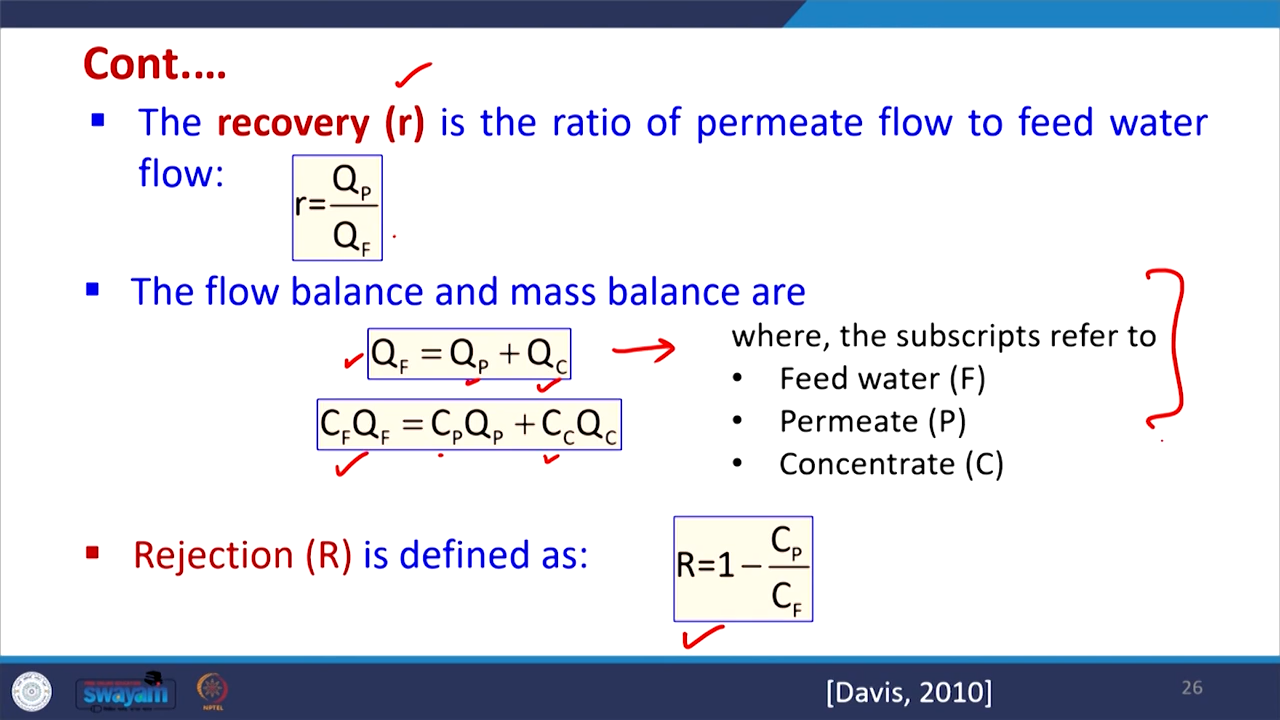 Cont.…
▪ The recovery (r) is the ratio of permeate flow to feed water
flow:
r=Q_P/Q_F
▪ The flow balance and mass balance are
Q_F = Q_P + Q_C
C_F Q_F = C_P Q_P + C_C Q_C
where, the subscripts refer to
• Feed water (F)
• Permeate (P)
• Concentrate (C)
▪ Rejection (R) is defined as:
R=1−C_P/C_F
swayam
NPTEL
[Davis, 2010]
26